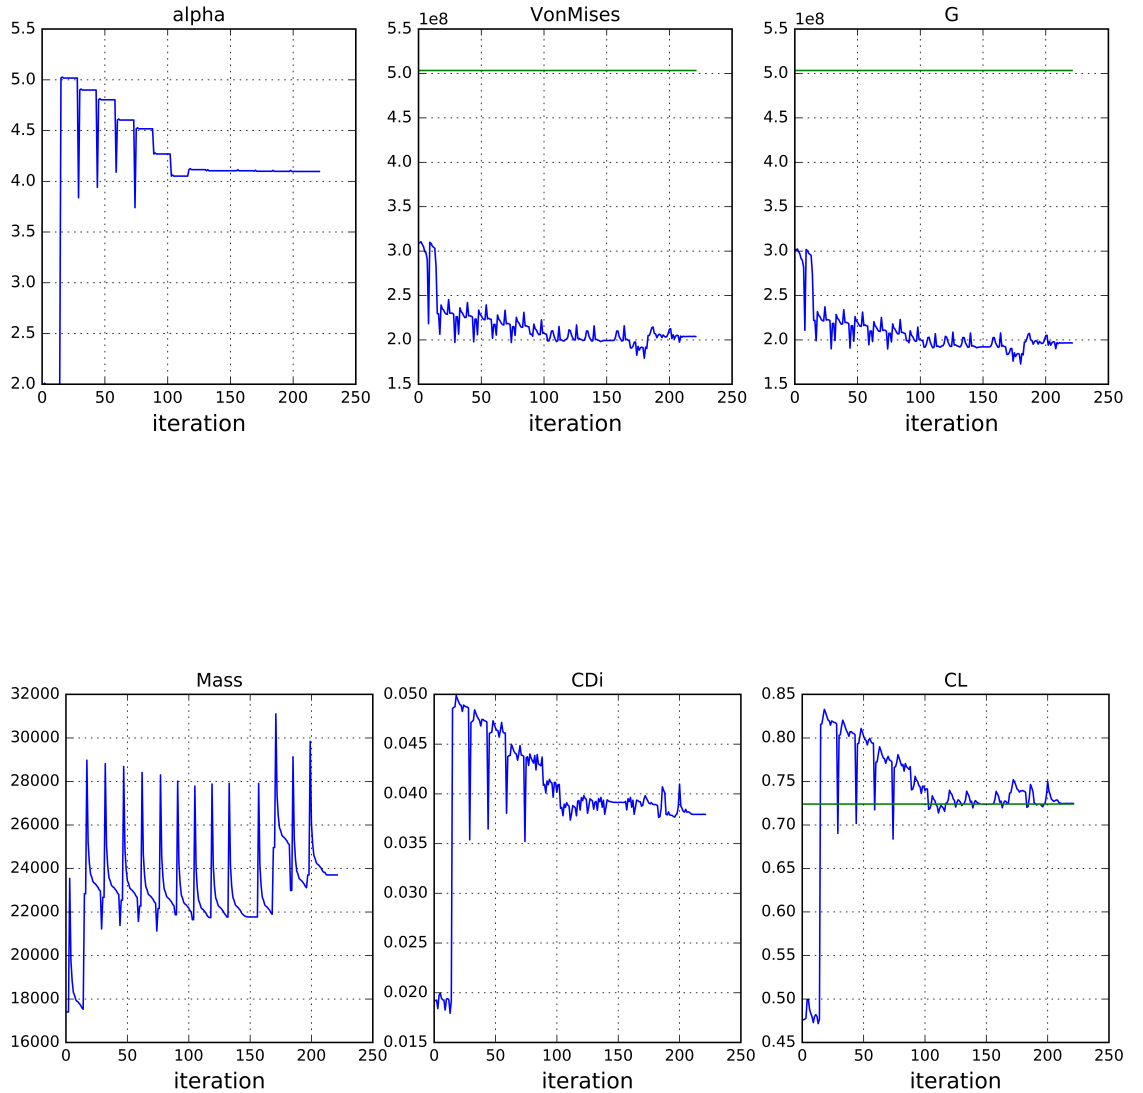 alpha
5.5
5.0
4.5
4.0
3.5
3.0
2.5
2.0
0 50 100 150 200 250
iteration
VonMises
1e8
5.5
5.0
4.5
4.0
3.5
3.0
2.5
2.0
1.5
0 50 100 150 200 250
iteration
G
1e8
5.5
5.0
4.5
4.0
3.5
3.0
2.5
2.0
1.5
0 50 100 150 200 250
iteration
Mass
32000
30000
28000
26000
24000
22000
20000
18000
16000
0 50 100 150 200 250
iteration
CDi
0.050
0.045
0.040
0.035
0.030
0.025
0.020
0.015
0 50 100 150 200 250
iteration
CL
0.85
0.80
0.75
0.70
0.65
0.60
0.55
0.50
0.45
0 50 100 150 200 250
iteration